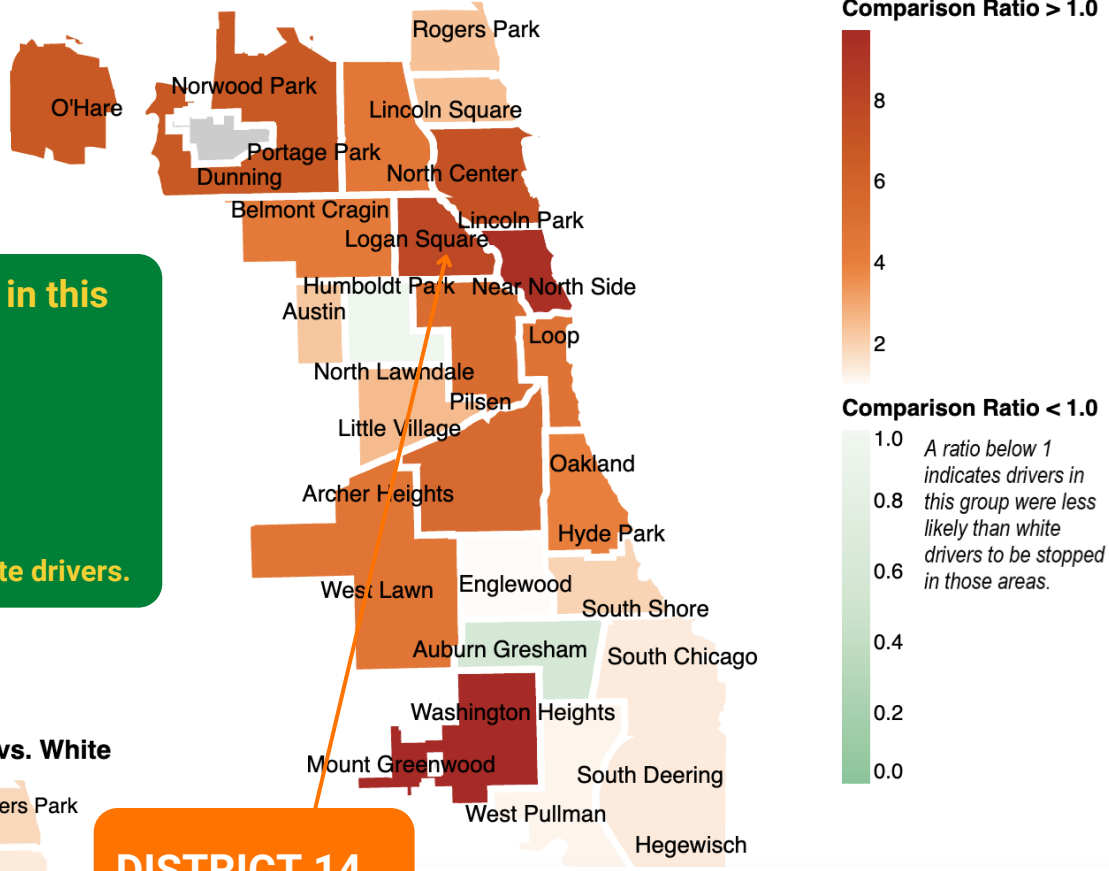 Comparison Ratio > 1.0
8
6
4
2
Comparison Ratio < 1.0
1.0
0.8
0.6
0.4
0.2
0.0
A ratio below 1
indicates drivers in
this group were less
likely than white
drivers to be stopped
in those areas.
Rogers Park
Norwood Park
O'Hare
Lincoln Square
Portage Park
North Center
Dunning
Belmont Cragin
Lincoln Park
Logan Square
Humboldt Park
Near North Side
Austin
Loop
North Lawndale
Pilsen
Little Village
Oakland
Archer Heights
Hyde Park
Englewood
West Lawn
South Shore
Auburn Gresham
South Chicago
Washington Heights
Mount Greenwood
South Deering
West Pullman
Hegewisch
in this
te drivers.
vs. White
ers Park
DISTRICT 14